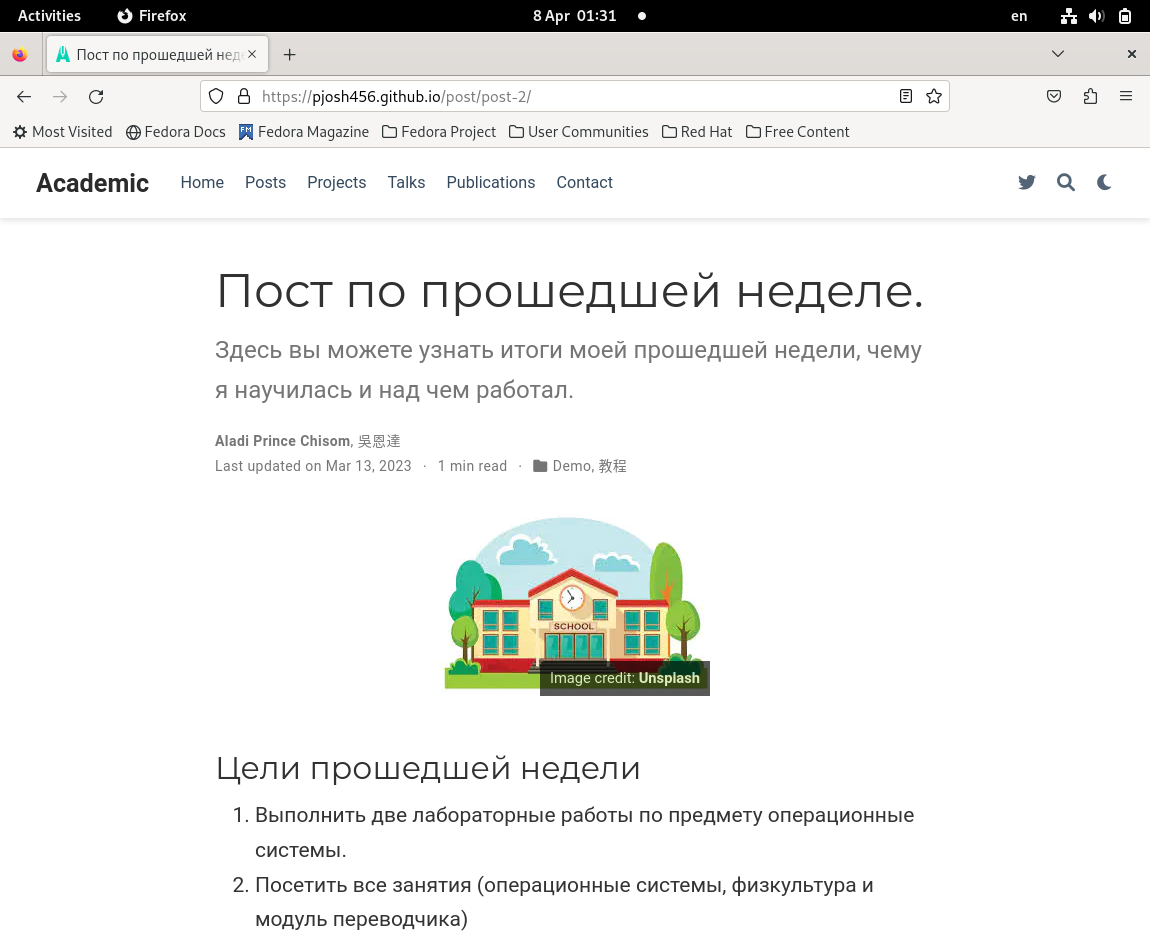 Activities Firefox 8 Apr 01:31 en
Пост по прошедшей нед
https://pjosh456.github.io/post/post-2/
Most Visited Fedora Docs Fedora Magazine Fedora Project User Communities Red Hat Free Content
Academic Home Posts Projects Talks Publications Contact
Пост по прошедшей неделе.
Здесь вы можете узнать итоги моей прошедшей недели, чему
я научилась и над чем работал.
Aladi Prince Chisom, 吳恩達
Last updated on Mar 13, 2023 · 1 min read · Demo, 教程
SCHOOL
Image credit: Unsplash
Цели прошедшей недели
1. Выполнить две лабораторные работы по предмету операционные
системы.
2. Посетить все занятия (операционные системы, физкультура и
модуль переводчика)